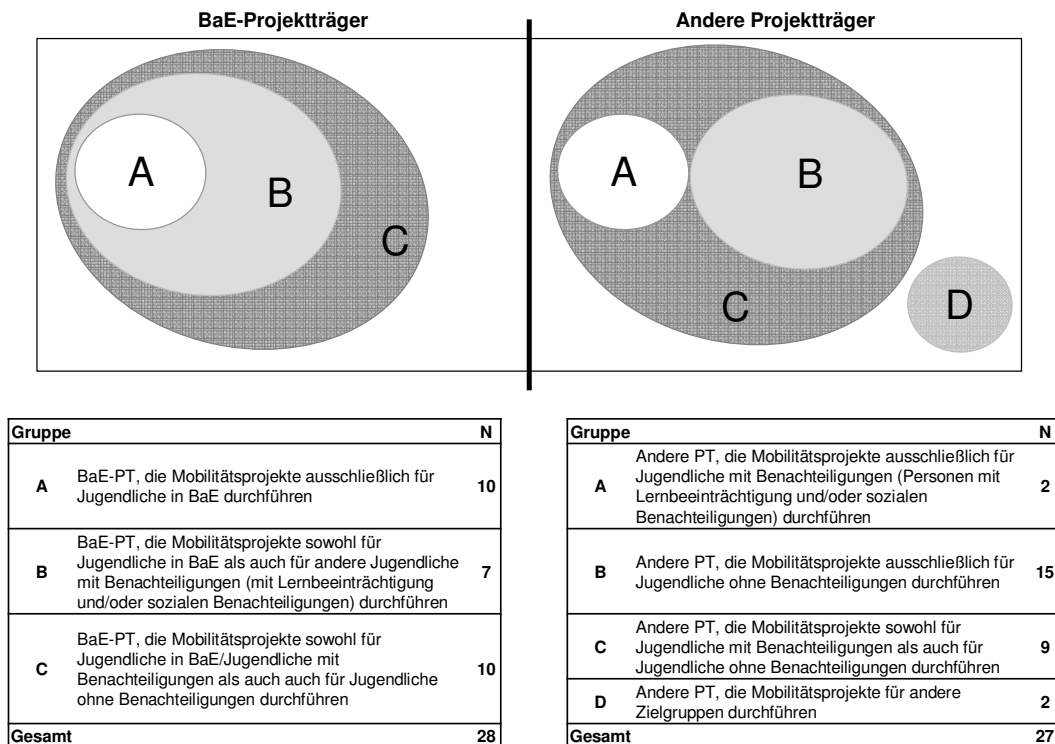 BaE-Projektträger
Andere Projektträger
A
B
C
A
B
C
D
Gruppe N
A BaE-PT, die Mobilitätsprojekte ausschließlich für
Jugendliche in BaE durchführen 10
B BaE-PT, die Mobilitätsprojekte sowohl für
Jugendliche in BaE als auch für andere Jugendliche
mit Benachteiligungen (mit Lernbeeinträchtigung
und/oder sozialen Benachteiligungen) durchführen 7
C BaE-PT, die Mobilitätsprojekte sowohl für
Jugendliche in BaE/Jugendliche mit
Benachteiligungen als auch auch für Jugendliche
ohne Benachteiligungen durchführen 10
Gesamt 28
Gruppe N
A Andere PT, die Mobilitätsprojekte ausschließlich für
Jugendliche mit Benachteiligungen (Personen mit
Lernbeeinträchtigung und/oder sozialen
Benachteiligungen) durchführen 2
B Andere PT, die Mobilitätsprojekte ausschließlich für
Jugendliche ohne Benachteiligungen durchführen 15
C Andere PT, die Mobilitätsprojekte sowohl für
Jugendliche mit Benachteiligungen als auch für
Jugendliche ohne Benachteiligungen durchführen 9
D Andere PT, die Mobilitätsprojekte für andere
Zielgruppen durchführen 2
Gesamt 27